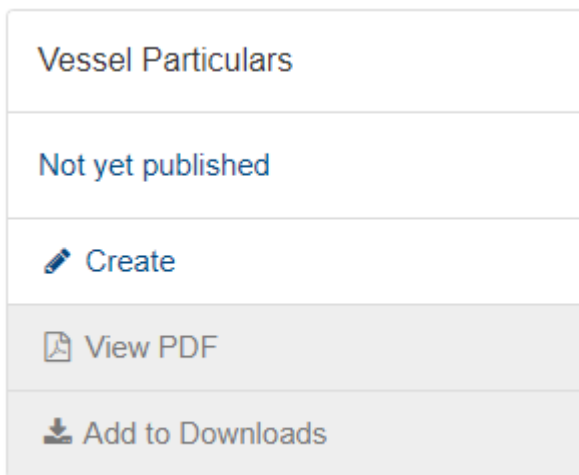 Vessel Particulars
Not yet published
Create
View PDF
Add to Downloads